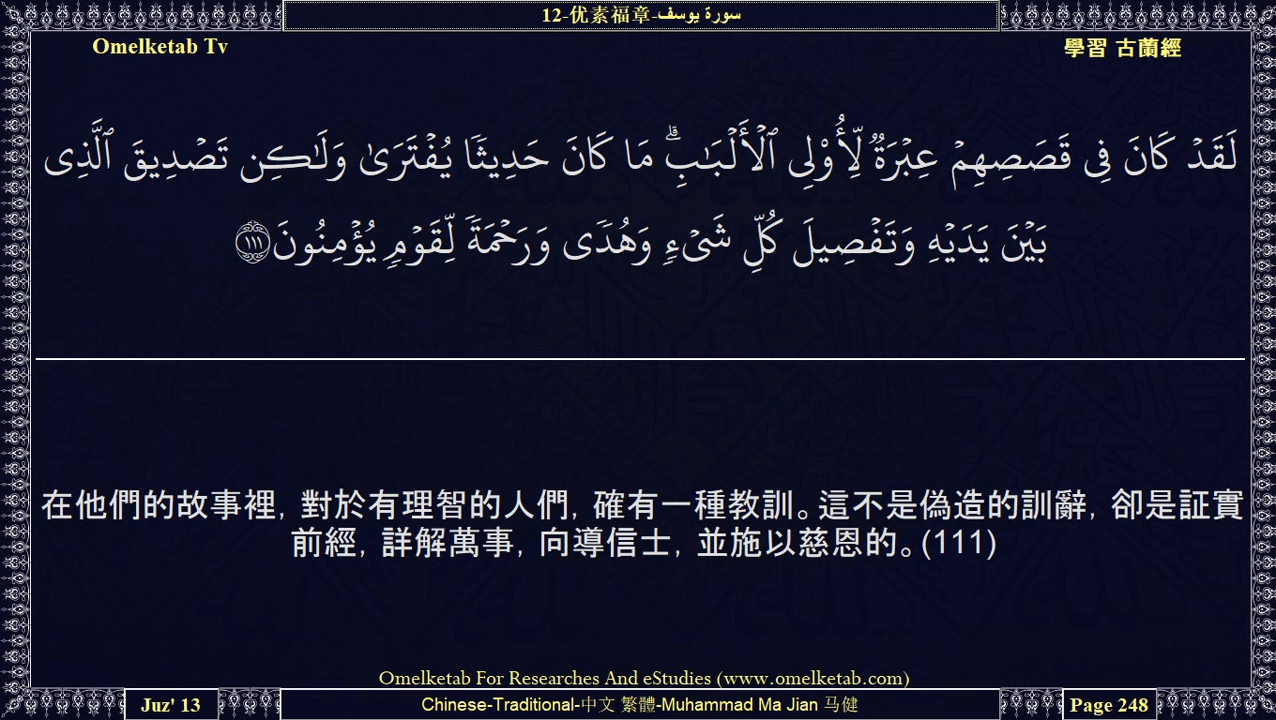 12-优素福章-سورة يوسف
Omelketab Tv
學習 古蘭經
لَقَدۡ كَانَ فِي قَصَصِهِمۡ عِبۡرَةٞ لِّأُوْلِي ٱلۡأَلۡبَٰبِۗ مَا كَانَ حَدِيثٗا يُفۡتَرَىٰ وَلَٰكِن تَصۡدِيقَ ٱلَّذِي
بَيۡنَ يَدَيۡهِ وَتَفۡصِيلَ كُلِّ شَيۡءٖ وَهُدٗى وَرَحۡمَةٗ لِّقَوۡمٖ يُؤۡمِنُونَ ١١١
在他們的故事裡, 對於有理智的人們, 確有一種教訓。這不是偽造的訓辭, 卻是証實
前經, 詳解萬事, 向導信士, 並施以慈恩的。(111)
Omelketab For Researches And eStudies (www.omelketab.com)
Juz' 13
Chinese-Traditional-中文 繁體-Muhammad Ma Jian 马健
Page 248